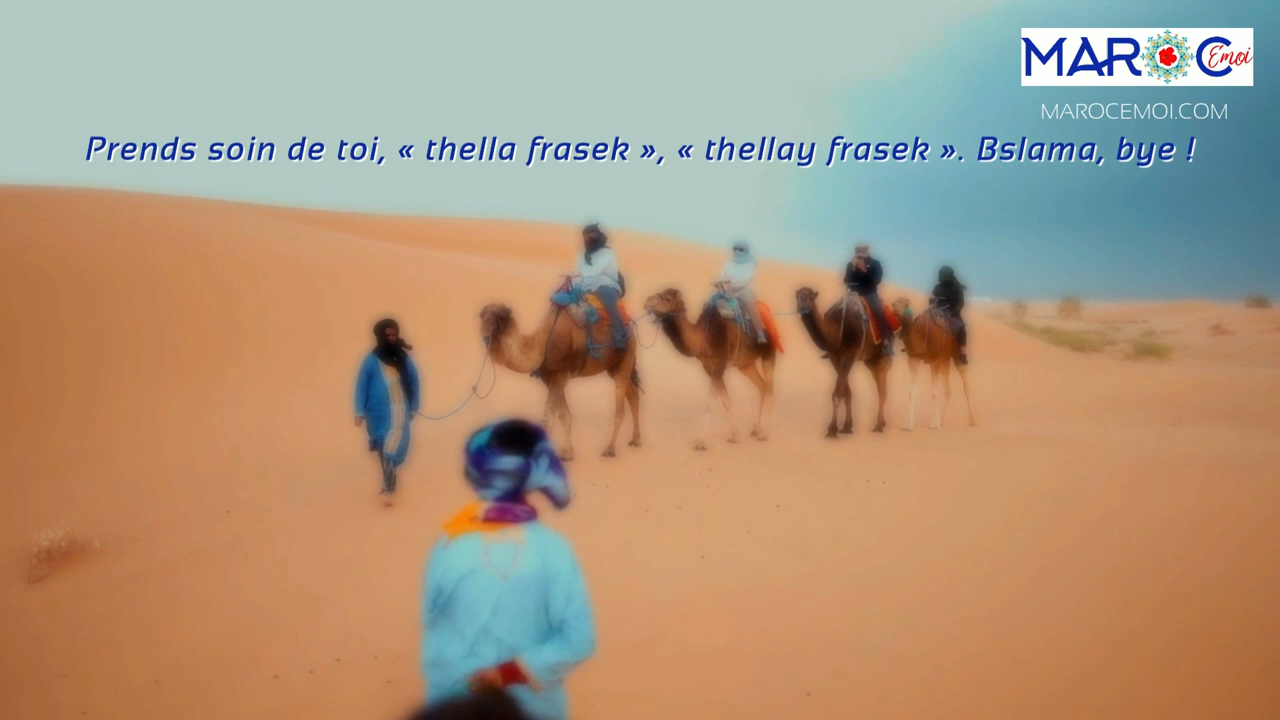 MAROC Emoi
MAROCEMOI.COM
Prends soin de toi, « thella frasek », « thellay frasek ». Bslama, bye !